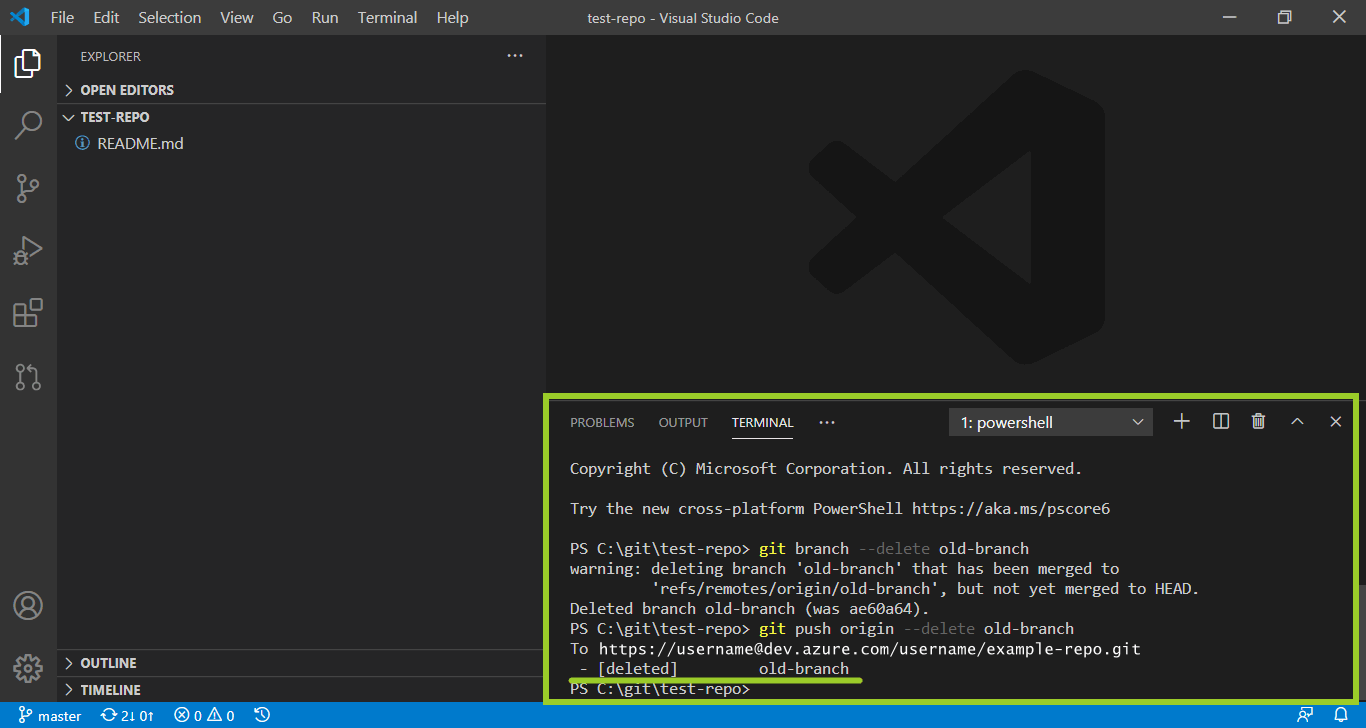 File Edit Selection View Go Run Terminal Help
test-repo - Visual Studio Code
EXPLORER
OPEN EDITORS
TEST-REPO
README.md
OUTLINE
TIMELINE
PROBLEMS OUTPUT TERMINAL
1: powershell
Copyright (C) Microsoft Corporation. All rights reserved.
Try the new cross-platform PowerShell https://aka.ms/pscore6
PS C:\git\test-repo> git branch --delete old-branch
warning: deleting branch 'old-branch' that has been merged to
'refs/remotes/origin/old-branch', but not yet merged to HEAD.
Deleted branch old-branch (was ae60a64).
PS C:\git\test-repo> git push origin --delete old-branch
To https://username@dev.azure.com/username/example-repo.git
- [deleted] old-branch
PS C:\git\test-repo>
master 2↓ 0↑ 0 0